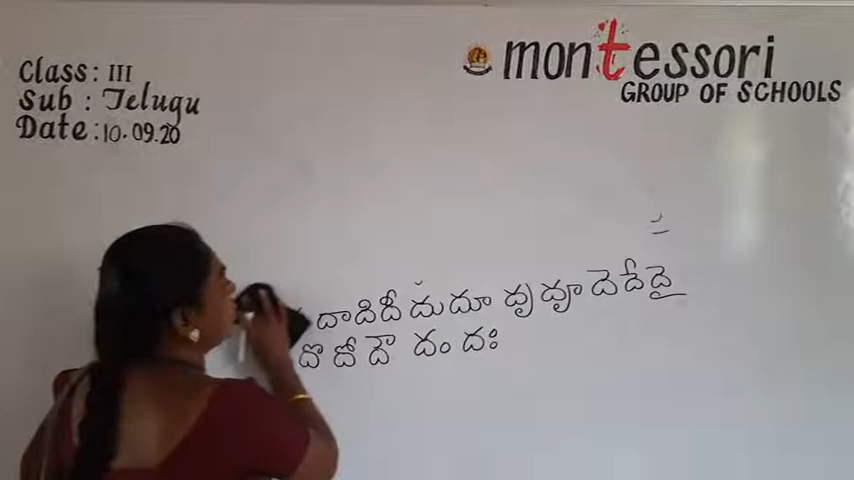 Class : III
Sub : Telugu
Date : 10.09.20
montessori
GROUP OF SCHOOLS
దా ది దీ దు దూ దృ దౄ దె దే దై
దొ దో దౌ దం దః